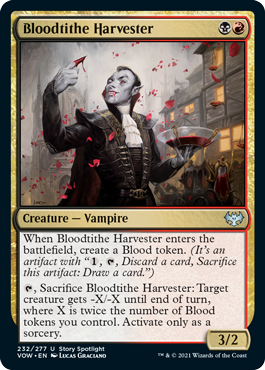 Bloodtithe Harvester
Creature — Vampire
When Bloodtithe Harvester enters the
battlefield, create a Blood token. (It's an
artifact with "1, T, Discard a card, Sacrifice
this artifact: Draw a card.")
T, Sacrifice Bloodtithe Harvester: Target
creature gets -X/-X until end of turn,
where X is twice the number of Blood
tokens you control. Activate only as a
sorcery.
3/2
232/277 U Story Spotlight
VOW • EN Lucas Graciano
™ & © 2021 Wizards of the Coast